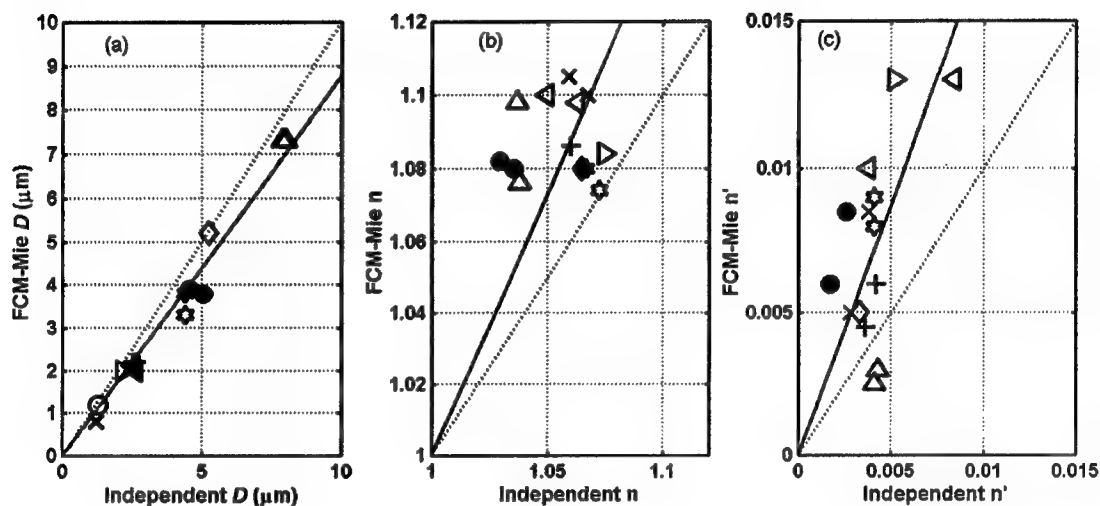 (a)
FCM-Mie D (μm)
10
9
8
7
6
5
4
3
2
1
0
0 5 10
Independent D (μm)
(b)
FCM-Mie n
1.12
1.1
1.08
1.06
1.04
1.02
1
1 1.05 1.1
Independent n
(c)
FCM-Mie n'
0.015
0.01
0.005
0
0 0.005 0.01 0.015
Independent n'